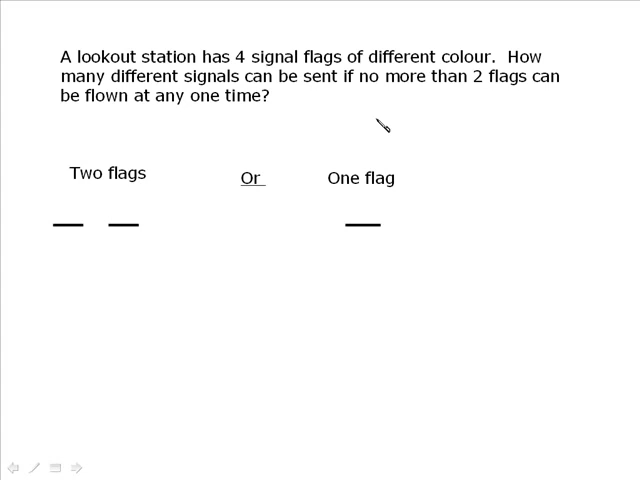 A lookout station has 4 signal flags of different colour.  How
many different signals can be sent if no more than 2 flags can
be flown at any one time?
Two flags
Or
One flag